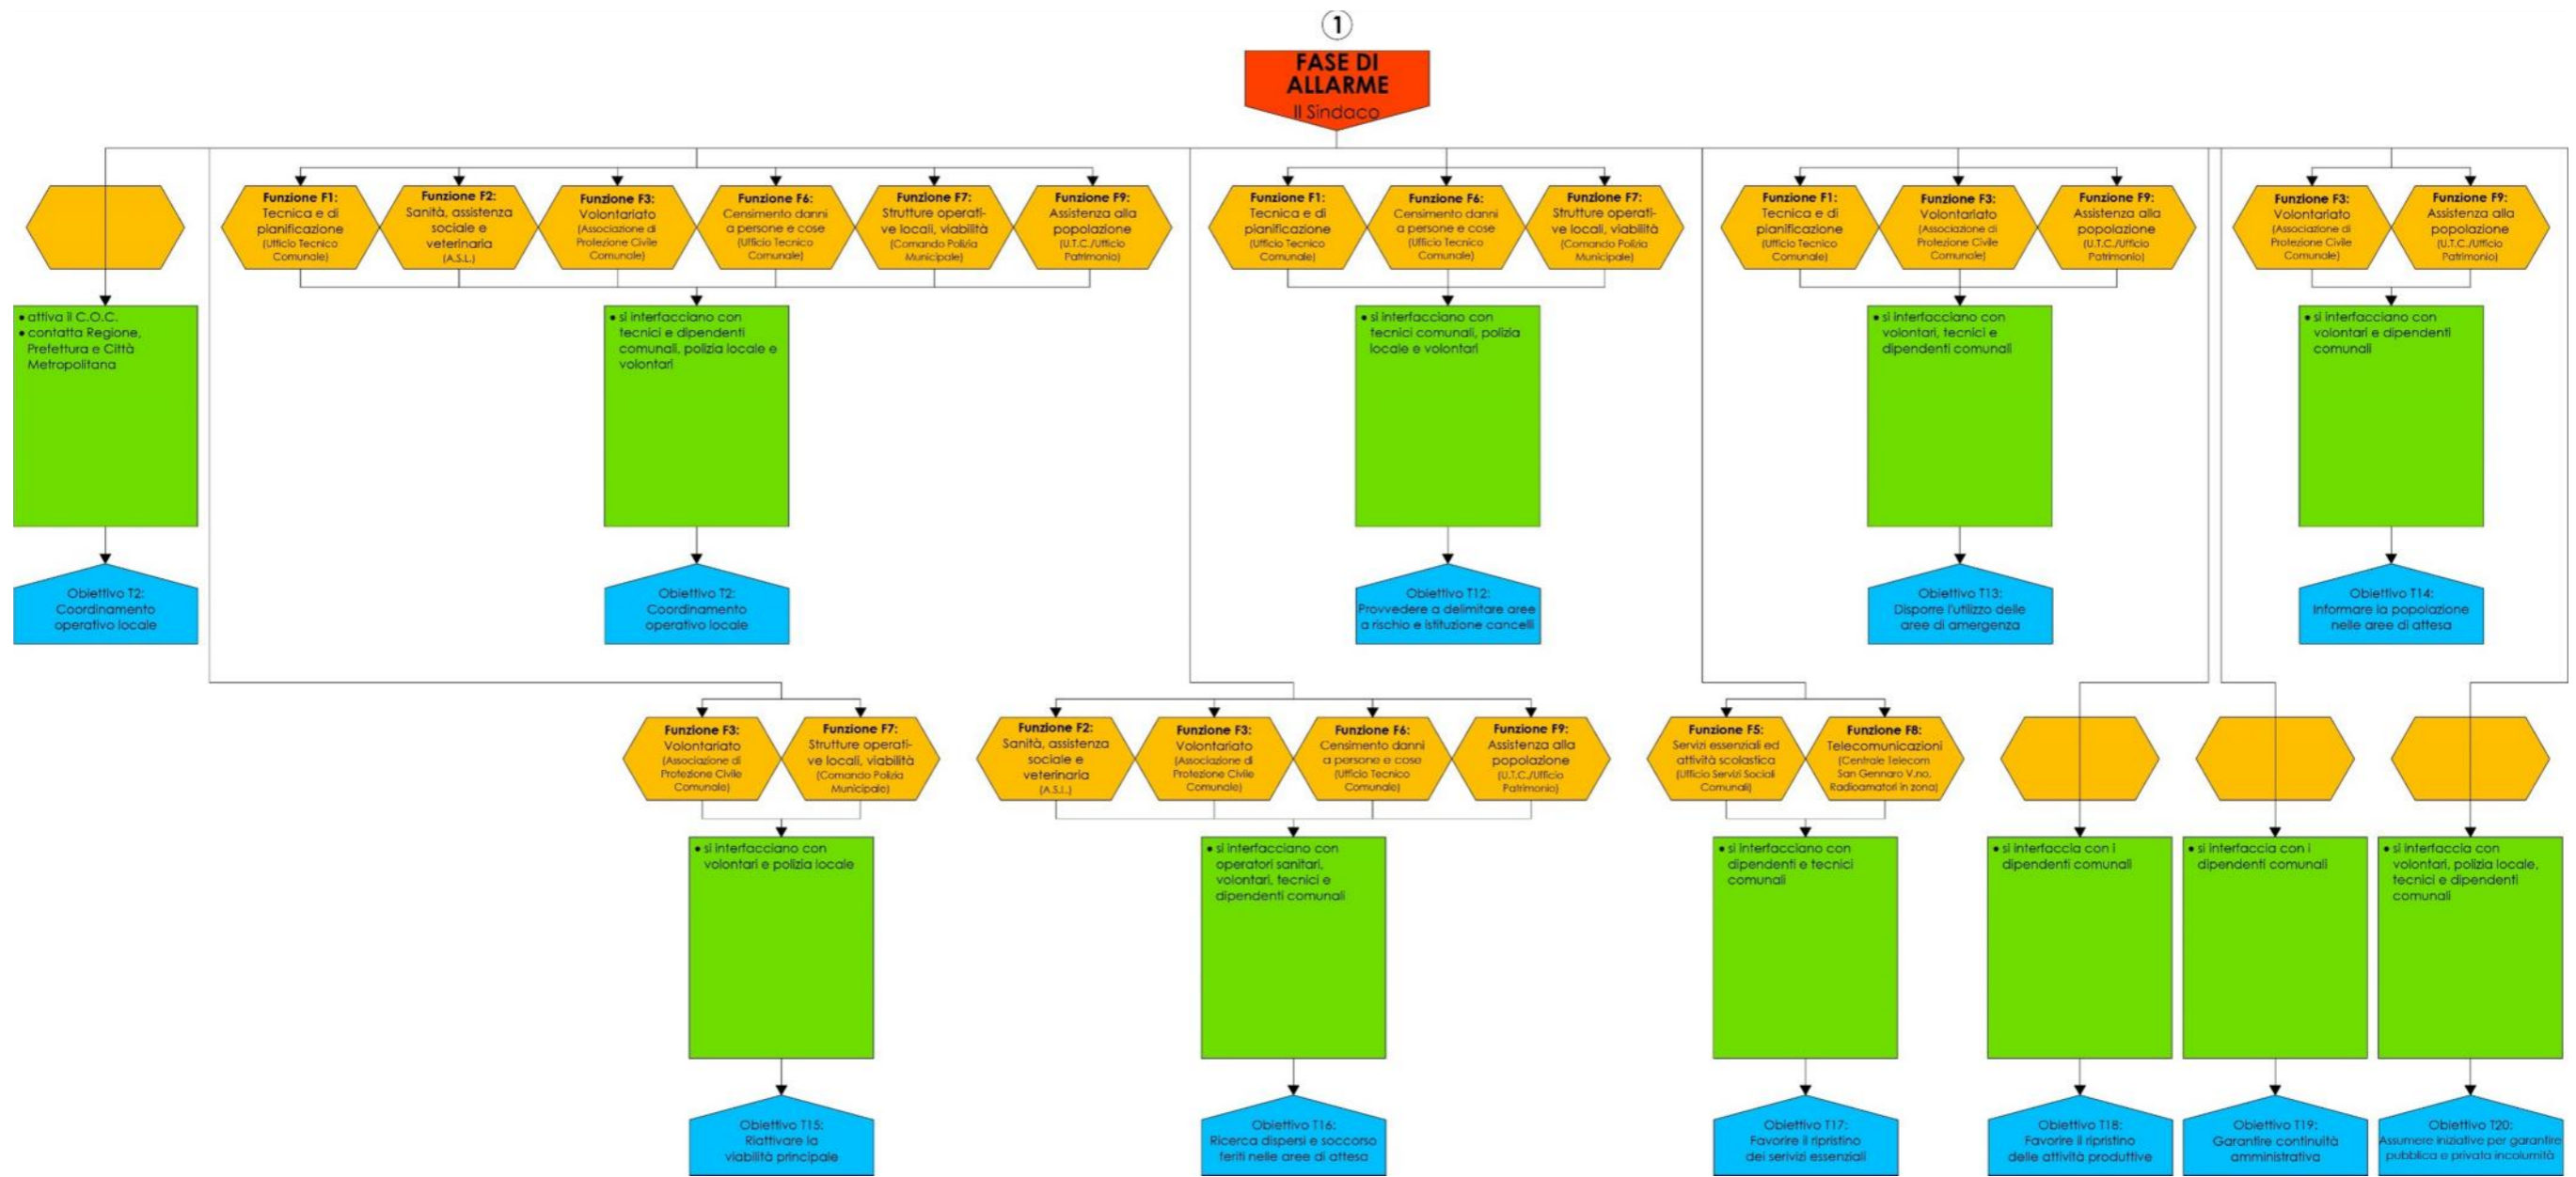 1
FASE DI
ALLARME
Il Sindaco
Funzione F1:
Tecnica e di
pianificazione
(Ufficio Tecnico
Comunale)
Funzione F2:
Sanità, assistenza
sociale e
veterinaria
(A.S.L.)
Funzione F3:
Volontariato
(Associazione di
Protezione Civile
Comunale)
Funzione F6:
Censimento danni
a persone e cose
(Ufficio Tecnico
Comunale)
Funzione F7:
Strutture operati-
ve locali, viabilità
(Comando Polizia
Municipale)
Funzione F9:
Assistenza alla
popolazione
(U.T.C./Ufficio
Patrimonio)
Funzione F1:
Tecnica e di
pianificazione
(Ufficio Tecnico
Comunale)
Funzione F6:
Censimento danni
a persone e cose
(Ufficio Tecnico
Comunale)
Funzione F7:
Strutture operati-
ve locali, viabilità
(Comando Polizia
Municipale)
Funzione F1:
Tecnica e di
pianificazione
(Ufficio Tecnico
Comunale)
Funzione F3:
Volontariato
(Associazione di
Protezione Civile
Comunale)
Funzione F9:
Assistenza alla
popolazione
(U.T.C./Ufficio
Patrimonio)
Funzione F3:
Volontariato
(Associazione di
Protezione Civile
Comunale)
Funzione F9:
Assistenza alla
popolazione
(U.T.C./Ufficio
Patrimonio)
• attiva il C.O.C.
• contatta Regione,
Prefettura e Città
Metropolitana
• si interfacciano con
tecnici e dipendenti
comunali, polizia locale e
volontari
• si interfacciano con
tecnici comunali, polizia
locale e volontari
• si interfacciano con
volontari, tecnici e
dipendenti comunali
• si interfacciano con
volontari e dipendenti
comunali
Obiettivo T2:
Coordinamento
operativo locale
Obiettivo T2:
Coordinamento
operativo locale
Obiettivo T12:
Provvedere a delimitare aree
a rischio e istituzione cancelli
Obiettivo T13:
Disporre l'utilizzo delle
aree di amergenza
Obiettivo T14:
Informare la popolazione
nelle aree di attesa
Funzione F3:
Volontariato
(Associazione di
Protezione Civile
Comunale)
Funzione F7:
Strutture operati-
ve locali, viabilità
(Comando Polizia
Municipale)
Funzione F2:
Sanità, assistenza
sociale e
veterinaria
(A.S.L.)
Funzione F3:
Volontariato
(Associazione di
Protezione Civile
Comunale)
Funzione F6:
Censimento danni
a persone e cose
(Ufficio Tecnico
Comunale)
Funzione F9:
Assistenza alla
popolazione
(U.T.C./Ufficio
Patrimonio)
Funzione F5:
Servizi essenziali ed
attività scolastica
(Ufficio Servizi Sociali
Comunali)
Funzione F8:
Telecomunicazioni
(Centrale Telecom
San Gennaro V.no,
Radioamatori in zona)
• si interfacciano con
volontari e polizia locale
• si interfacciano con
operatori sanitari,
volontari, tecnici e
dipendenti comunali
• si interfacciano con
dipendenti e tecnici
comunali
• si interfaccia con i
dipendenti comunali
• si interfaccia con i
dipendenti comunali
• si interfaccia con
volontari, polizia locale,
tecnici e dipendenti
comunali
Obiettivo T15:
Riattivare la
viabilità principale
Obiettivo T16:
Ricerca dispersi e soccorso
feriti nelle aree di attesa
Obiettivo T17:
Favorire il ripristino
dei serivizi essenziali
Obiettivo T18:
Favorire il ripristino
delle attività produttive
Obiettivo T19:
Garantire continuità
amministrativa
Obiettivo T20:
Assumere iniziative per garantire
pubblica e privata incolumità